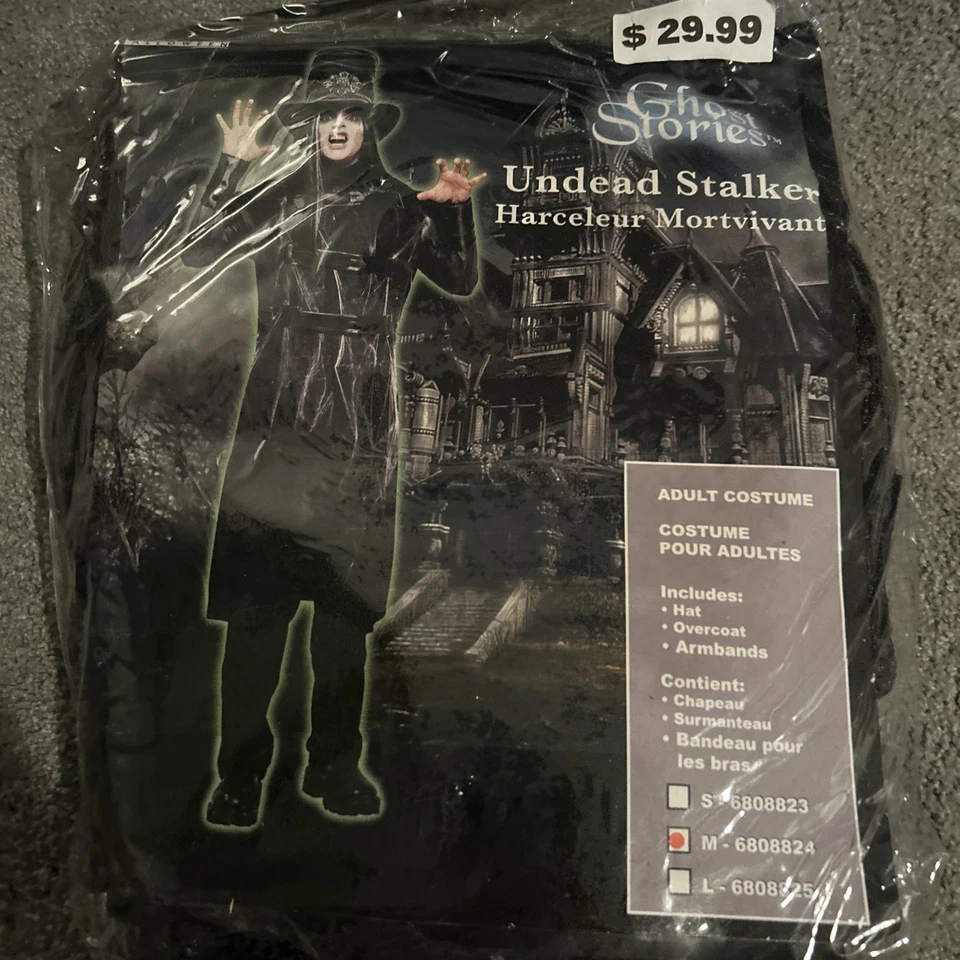 HALLOWEEN
$ 29.99
Ghost
Stories™
Undead Stalker
Harceleur Mortvivant
ADULT COSTUME
COSTUME
POUR ADULTES
Includes:
• Hat
• Overcoat
• Armbands
Contient:
• Chapeau
• Surmanteau
• Bandeau pour
les bras
S - 6808823
M - 6808824
L - 6808825